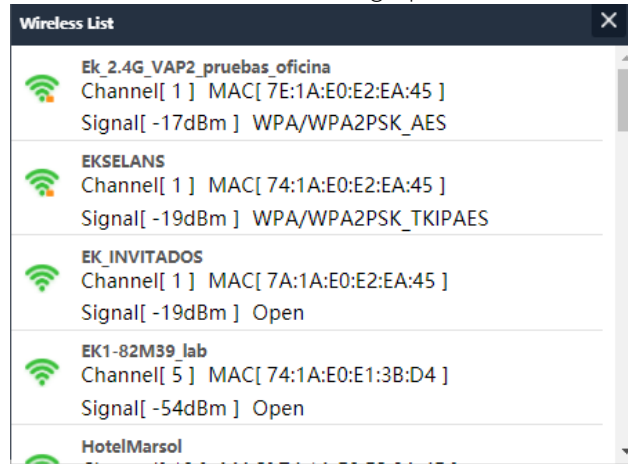 Wireless List
Ek_2.4G_VAP2_pruebas_oficina
Channel[ 1 ] MAC[ 7E:1A:E0:E2:EA:45 ]
Signal[ -17dBm ] WPA/WPA2PSK_AES
EKSELANS
Channel[ 1 ] MAC[ 74:1A:E0:E2:EA:45 ]
Signal[ -19dBm ] WPA/WPA2PSK_TKIPAES
EK_INVITADOS
Channel[ 1 ] MAC[ 7A:1A:E0:E2:EA:45 ]
Signal[ -19dBm ] Open
EK1-82M39_lab
Channel[ 5 ] MAC[ 74:1A:E0:E1:3B:D4 ]
Signal[ -54dBm ] Open
HotelMarsol